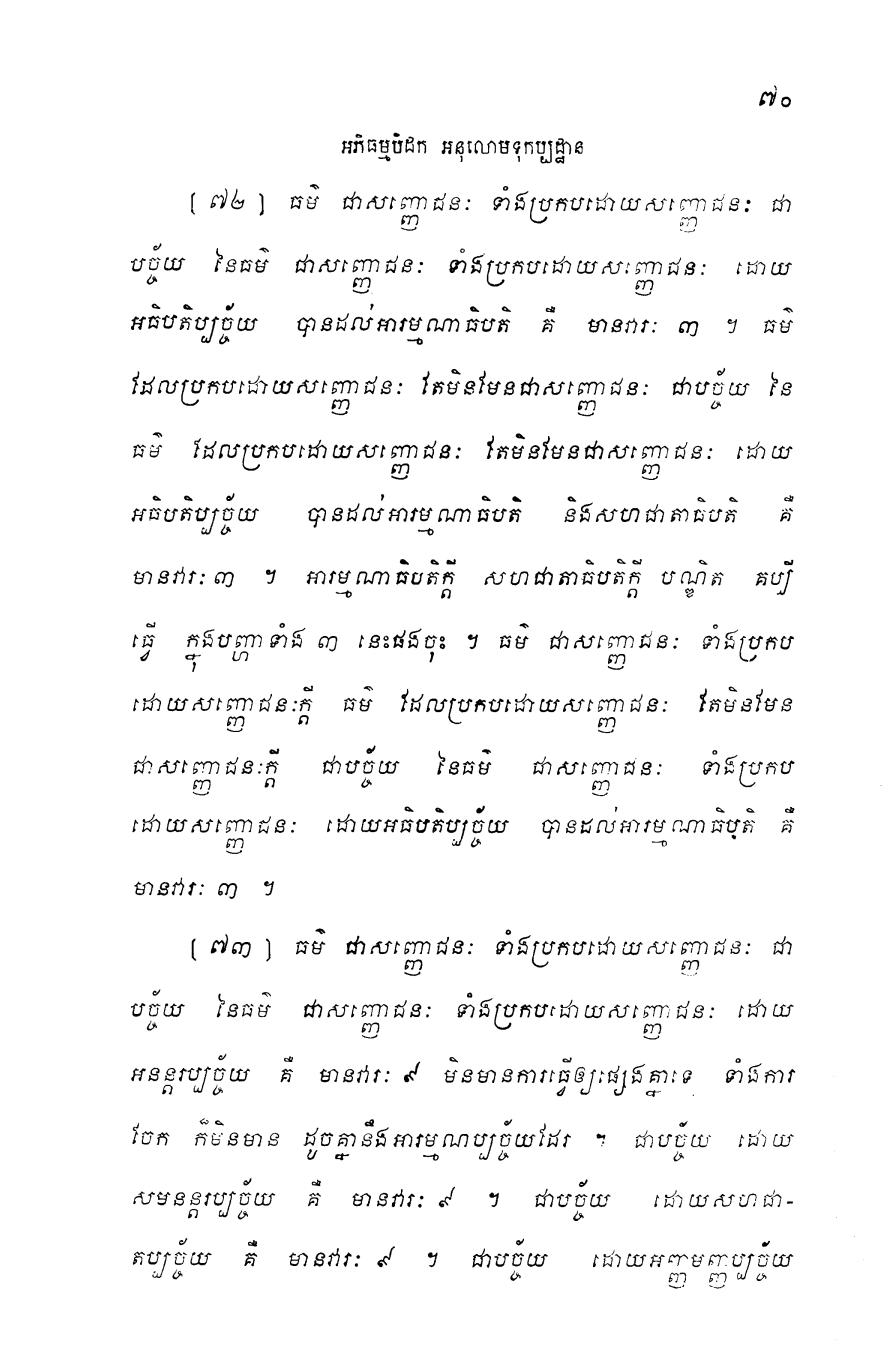 ៧០
អភិធម្មបិដក អនុលោមទុកប្បដ្ឋាន
[ ៧២ ] ធម៌ ជាសញ្ញោជនៈ ទាំងប្រកបដោយសញ្ញោជនៈ ជា
បច្ច័យ នៃធម៌ ជាសញ្ញោជនៈ ទាំងប្រកបដោយសញ្ញោជនៈ ដោយ
អធិបតិប្បច្ច័យ បានដល់អារម្មណាធិបតិ គឺ មានវារៈ ៣ ។ ធម៌
ដែលប្រកបដោយសញ្ញោជនៈ តែមិនមែនជាសញ្ញោជនៈ ជាបច្ច័យ នៃ
ធម៌ ដែលប្រកបដោយសញ្ញោជនៈ តែមិនមែនជាសញ្ញោជនៈ ដោយ
អធិបតិប្បច្ច័យ បានដល់អារម្មណាធិបតិ និងសហជាតាធិបតិ គឺ
មានវារៈ ៣ ។ អារម្មណាធិបតិក្តី សហជាតាធិបតិក្តី បណ្ឌិត គប្បី
ធ្វើ ក្នុងបញ្ហាទាំង ៣ នេះផងចុះ ។ ធម៌ ជាសញ្ញោជនៈ ទាំងប្រកប
ដោយសញ្ញោជនៈក្តី ធម៌ ដែលប្រកបដោយសញ្ញោជនៈ តែមិនមែន
ជាសញ្ញោជនៈក្តី ជាបច្ច័យ នៃធម៌ ជាសញ្ញោជនៈ ទាំងប្រកប
ដោយសញ្ញោជនៈ ដោយអធិបតិប្បច្ច័យ បានដល់អារម្មណាធិបតិ គឺ
មានវារៈ ៣ ។
[ ៧៣ ] ធម៌ ជាសញ្ញោជនៈ ទាំងប្រកបដោយសញ្ញោជនៈ ជា
បច្ច័យ នៃធម៌ ជាសញ្ញោជនៈ ទាំងប្រកបដោយសញ្ញោជនៈ ដោយ
អនន្តរប្បច្ច័យ គឺ មានវារៈ ៩ មិនមានការធ្វើឲ្យផ្សេងគ្នាទេ ទាំងការ
ចែក ក៏មិនមាន ដូចគ្នានឹងអារម្មណប្បច្ច័យដែរ ។ ជាបច្ច័យ ដោយ
សមនន្តរប្បច្ច័យ គឺ មានវារៈ ៩ ។ ជាបច្ច័យ ដោយសហជា-
តប្បច្ច័យ គឺ មានវារៈ ៩ ។ ជាបច្ច័យ ដោយអញ្ញមញ្ញប្បច្ច័យ